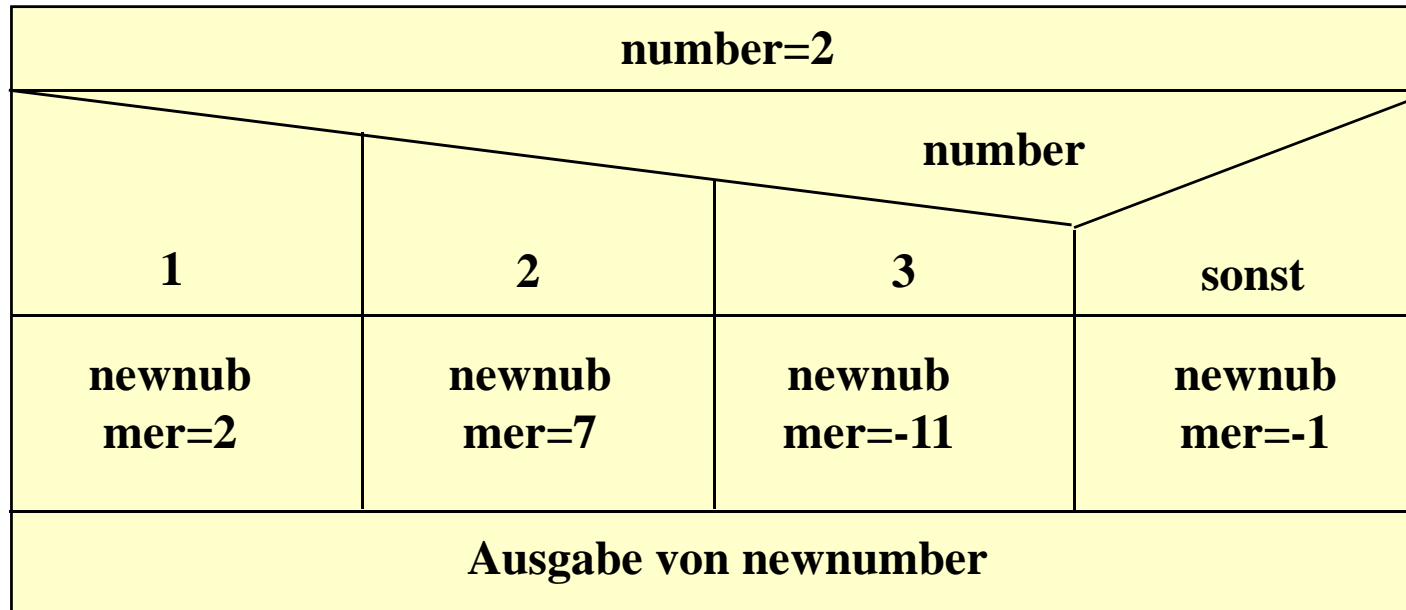 number=2
number
1
2
3
sonst
newnub
mer=2
newnub
mer=7
newnub
mer=-11
newnub
mer=-1
Ausgabe von newnumber